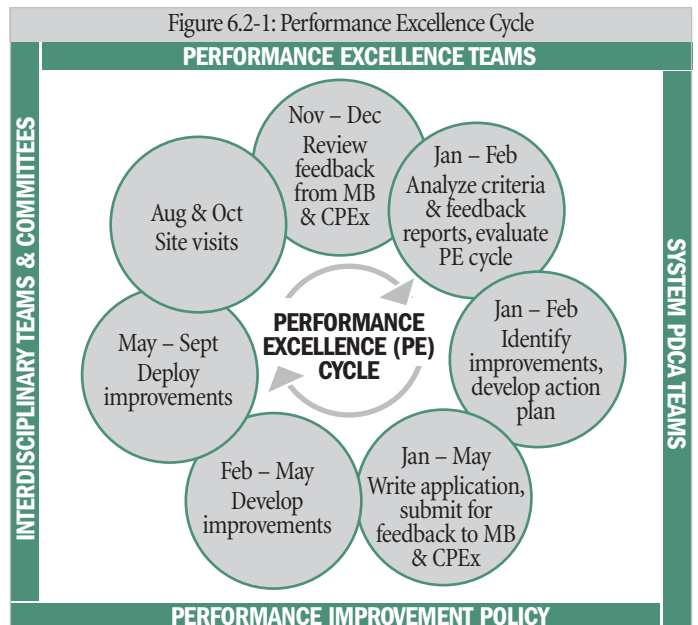 Figure 6.2-1: Performance Excellence Cycle
PERFORMANCE EXCELLENCE TEAMS
INTERDISCIPLINARY TEAMS & COMMITTEES
SYSTEM PDCA TEAMS
Nov – Dec
Review
feedback
from MB
& CPEx
Jan – Feb
Analyze criteria
& feedback
reports, evaluate
PE cycle
Jan – Feb
Identify
improvements,
develop action
plan
Jan – May
Write application,
submit for
feedback to MB
& CPEx
Feb – May
Develop
improvements
May – Sept
Deploy
improvements
Aug & Oct
Site visits
PERFORMANCE
EXCELLENCE (PE)
CYCLE
PERFORMANCE IMPROVEMENT POLICY